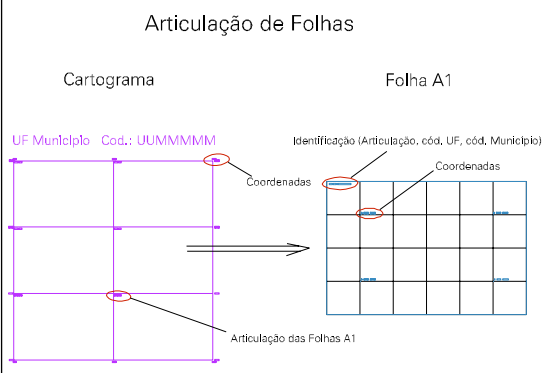 Articulação de Folhas
Cartograma
Folha A1
UF Município Cod.: UUMMMMM
Identificação (Articulação, cód. UF, cód. Município)
Coordenadas
Coordenadas
Articulação das Folhas A1